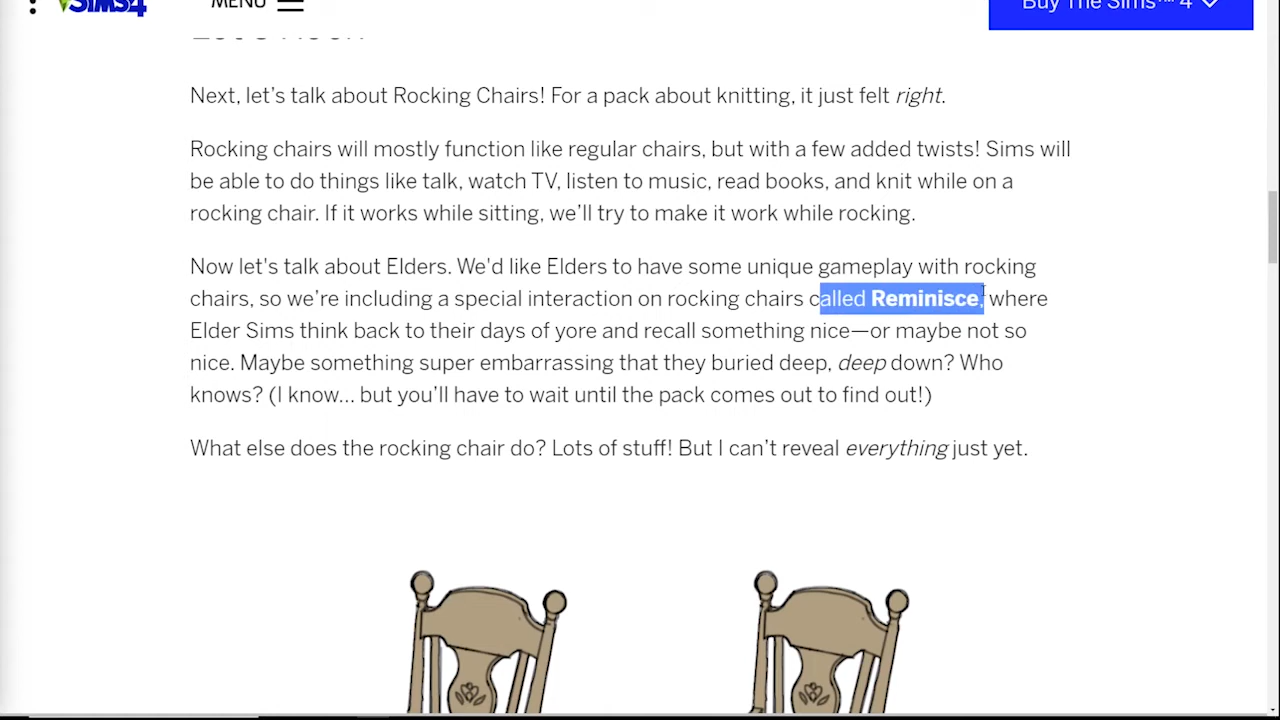 SIMS4
MENU
Buy The Sims™ 4
Next, let’s talk about Rocking Chairs! For a pack about knitting, it just felt right.
Rocking chairs will mostly function like regular chairs, but with a few added twists! Sims will
be able to do things like talk, watch TV, listen to music, read books, and knit while on a
rocking chair. If it works while sitting, we’ll try to make it work while rocking.
Now let's talk about Elders. We'd like Elders to have some unique gameplay with rocking
chairs, so we’re including a special interaction on rocking chairs called Reminisce, where
Elder Sims think back to their days of yore and recall something nice—or maybe not so
nice. Maybe something super embarrassing that they buried deep, deep down? Who
knows? (I know... but you’ll have to wait until the pack comes out to find out!)
What else does the rocking chair do? Lots of stuff! But I can’t reveal everything just yet.